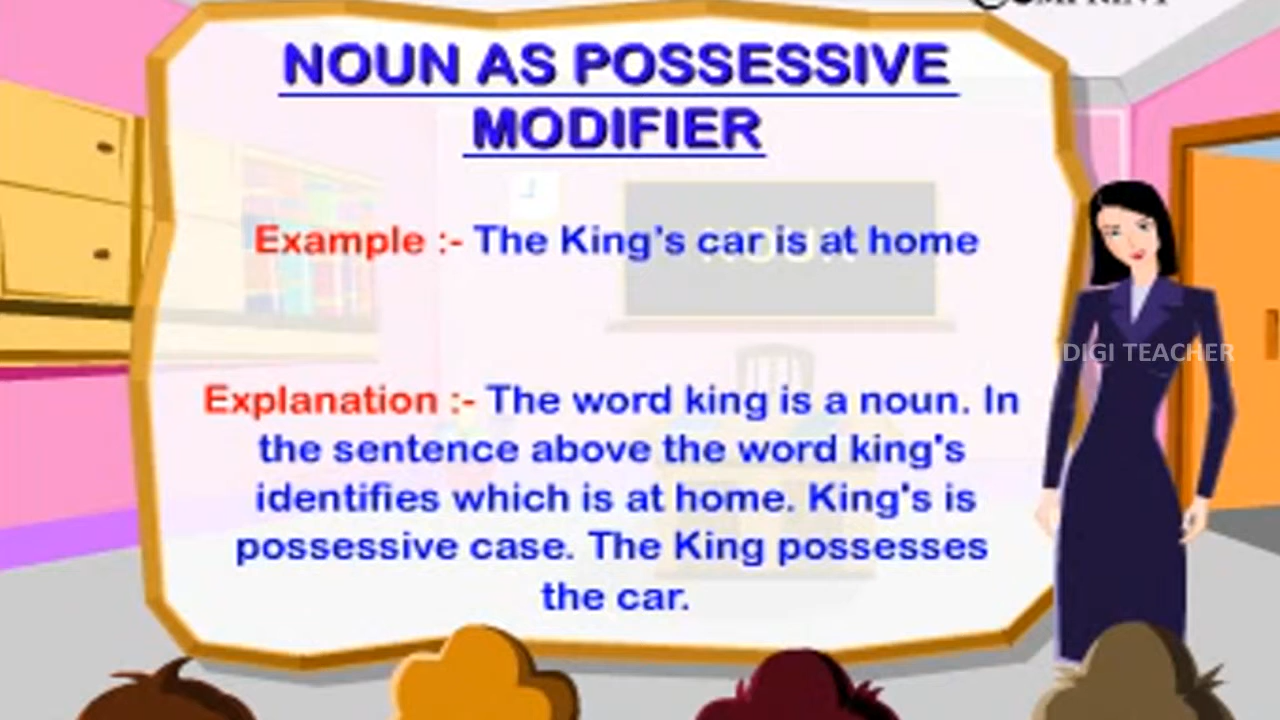 NOUN AS POSSESSIVE
MODIFIER
Example :- The King's car is at home
DIGI TEACHER
Explanation :- The word king is a noun. In
the sentence above the word king's
identifies which is at home. King's is
possessive case. The King possesses
the car.